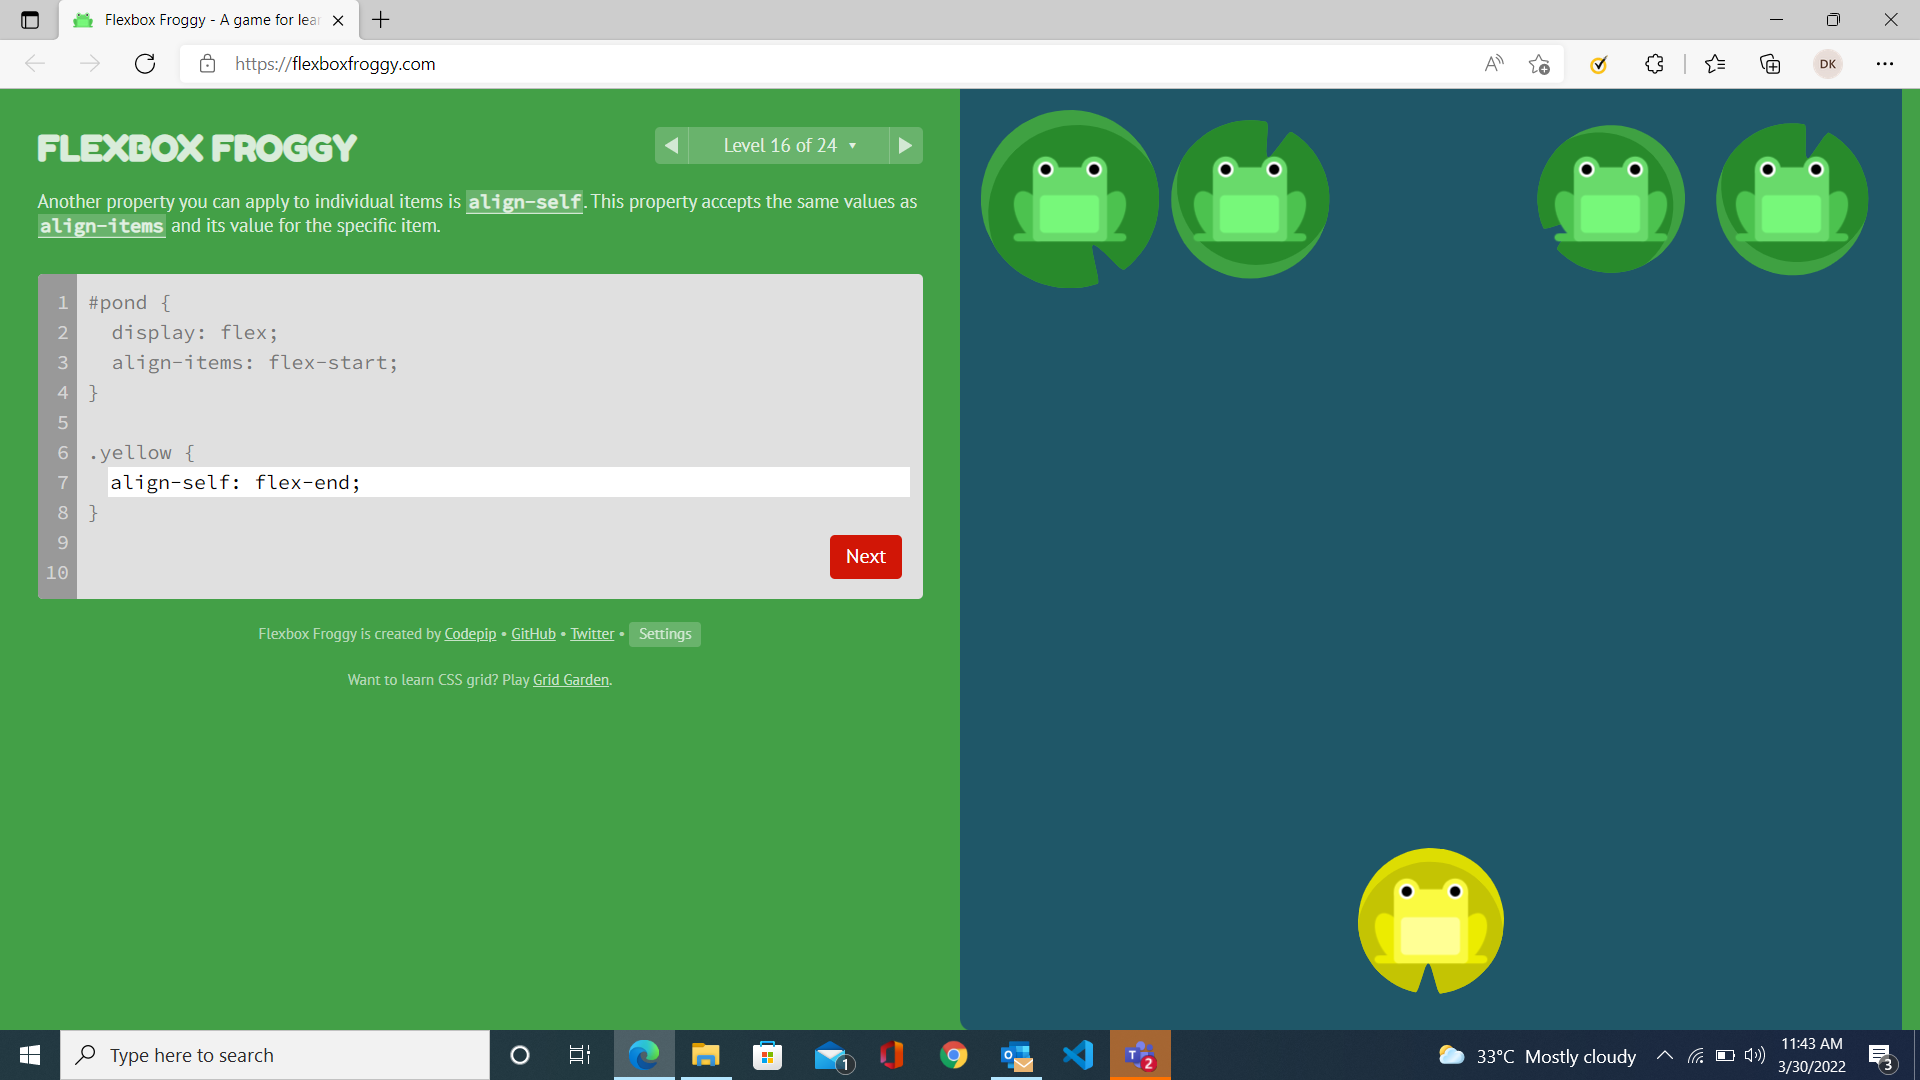 Flexbox Froggy - A game for lear
https://flexboxfroggy.com
DK
FLEXBOX FROGGY
Level 16 of 24
Another property you can apply to individual items is align-self. This property accepts the same values as
align-items and its value for the specific item.
1 #pond {
2 display: flex;
3 align-items: flex-start;
4 }
5
6 .yellow {
7 align-self: flex-end;
8 }
9
10
Next
Flexbox Froggy is created by Codepip • GitHub • Twitter • Settings
Want to learn CSS grid? Play Grid Garden.
Type here to search
1
2
33°C Mostly cloudy
11:43 AM
3/30/2022
3